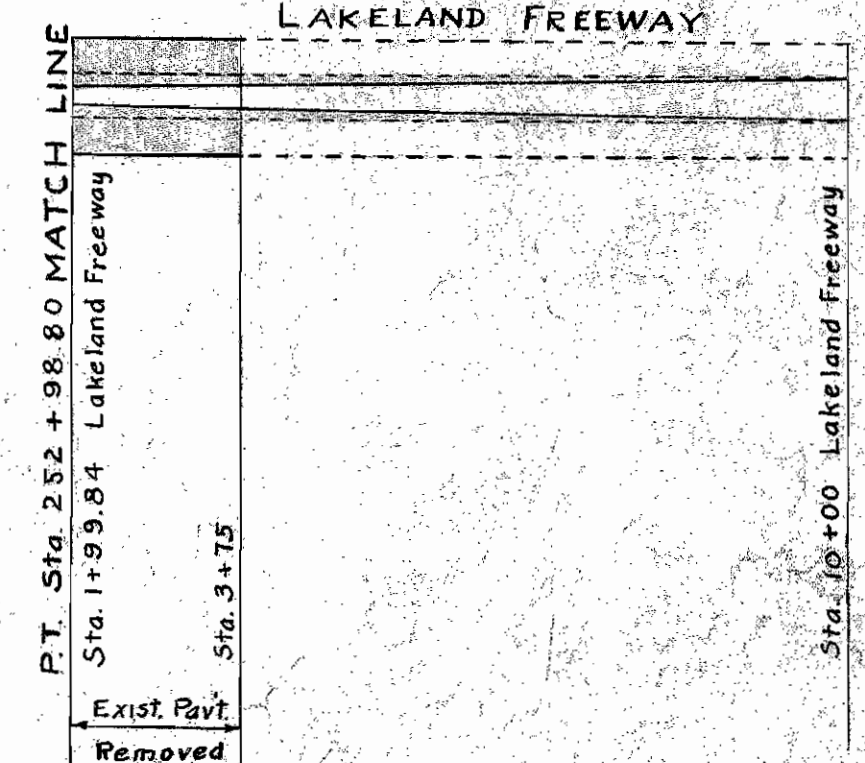 LAKELAND FREEWAY
P.T. Sta. 252 + 98.80 MATCH LINE
Sta. 1+99.84 Lakeland Freeway
Sta. 3+75
Sta. 10+00 Lakeland Freeway
Exist. Pavt.
Removed